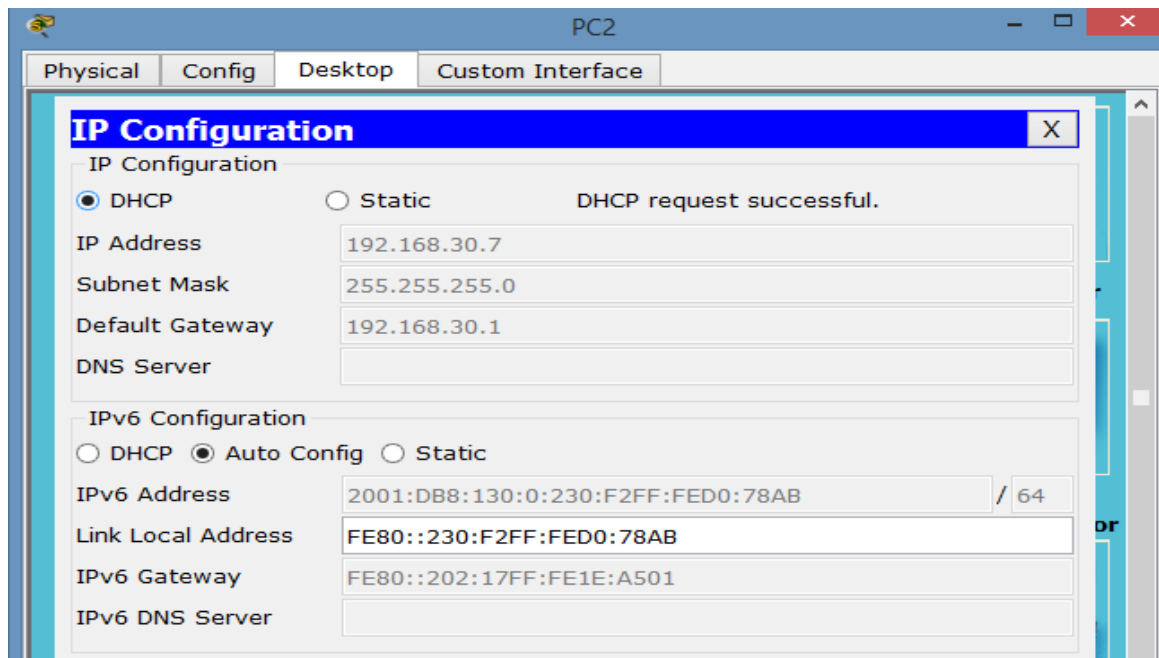 PC2
Physical Config Desktop Custom Interface
IP Configuration X
IP Configuration
DHCP Static DHCP request successful.
IP Address 192.168.30.7
Subnet Mask 255.255.255.0
Default Gateway 192.168.30.1
DNS Server
IPv6 Configuration
DHCP Auto Config Static
IPv6 Address 2001:DB8:130:0:230:F2FF:FED0:78AB / 64
Link Local Address FE80::230:F2FF:FED0:78AB
IPv6 Gateway FE80::202:17FF:FE1E:A501
IPv6 DNS Server